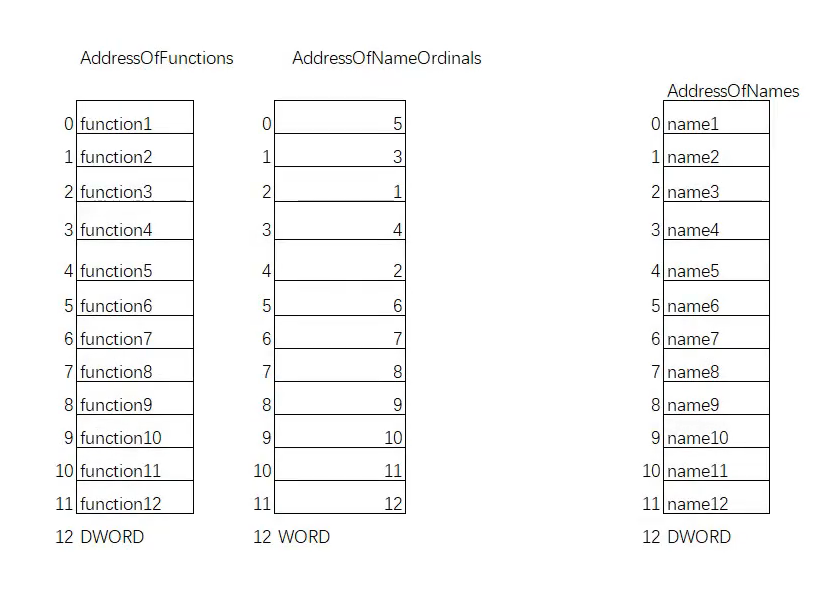 AddressOfFunctions AddressOfNameOrdinals
AddressOfNames
0 function1 0 5 0 name1
1 function2 1 3 1 name2
2 function3 2 1 2 name3
3 function4 3 4 3 name4
4 function5 4 2 4 name5
5 function6 5 6 5 name6
6 function7 6 7 6 name7
7 function8 7 8 7 name8
8 function9 8 9 8 name9
9 function10 9 10 9 name10
10 function11 10 11 10 name11
11 function12 11 12 11 name12
12 DWORD 12 WORD 12 DWORD